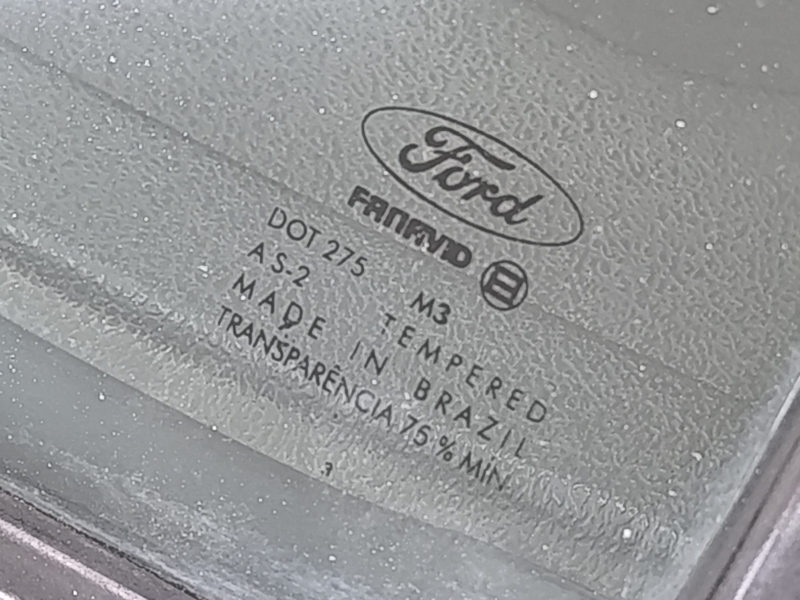 Ford
FANAVID
DOT 275 M3
AS-2 TEMPERED
MADE IN BRAZIL
TRANSPARÊNCIA 75 % MIN.